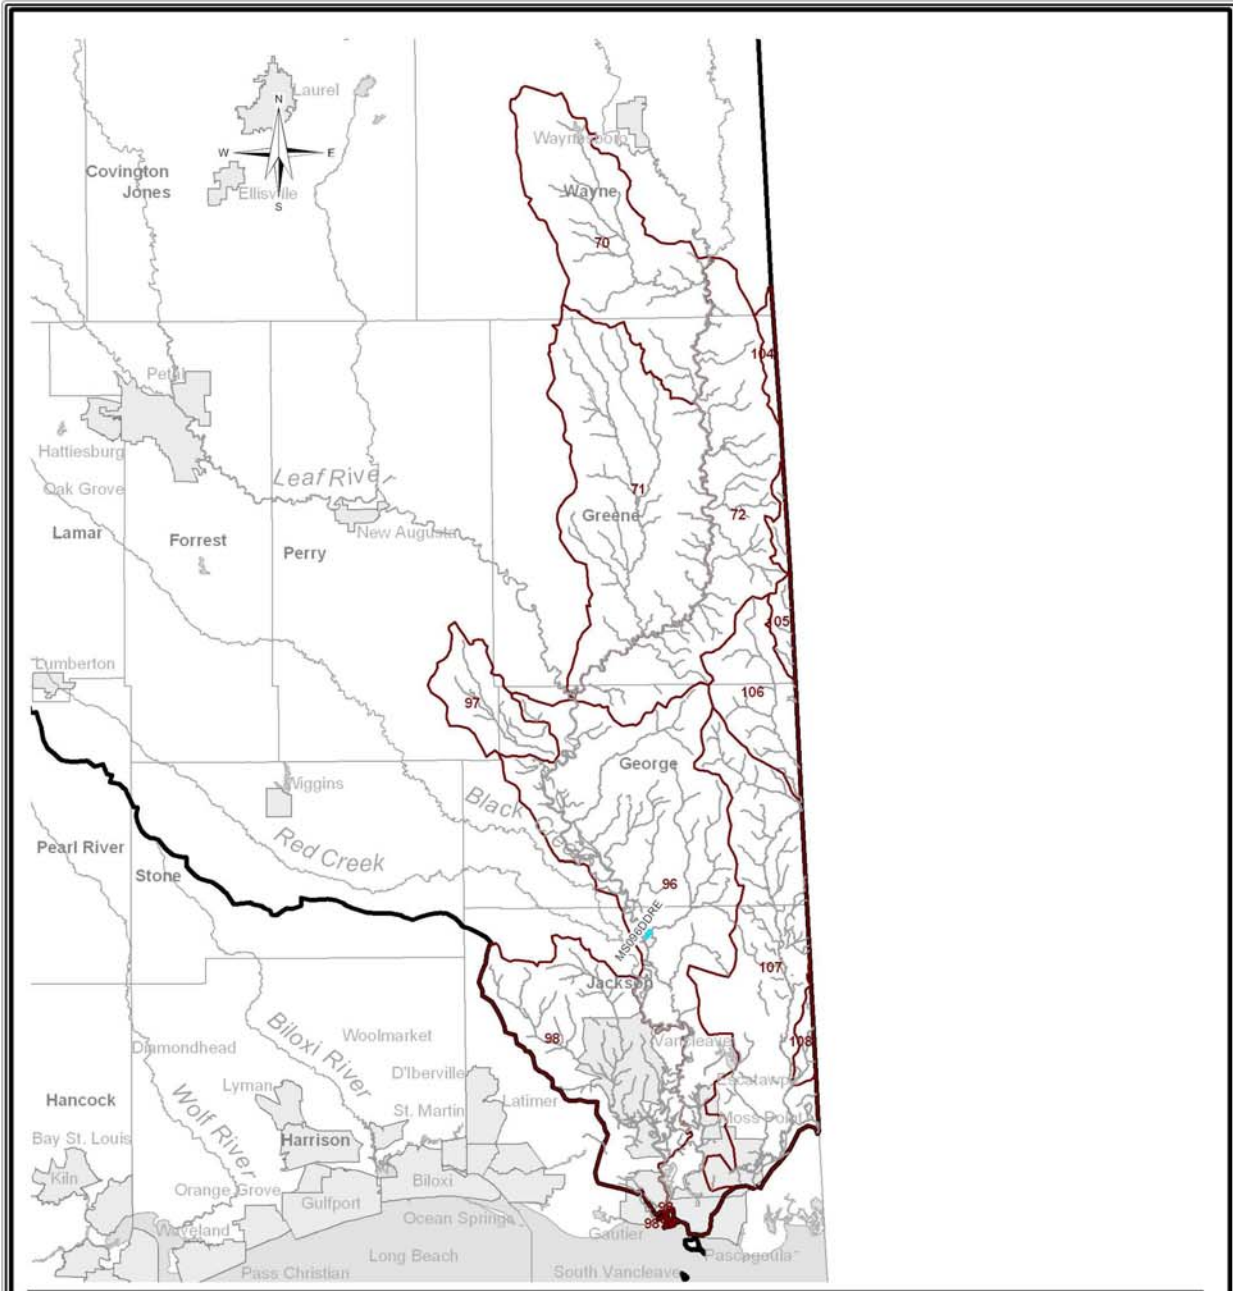 Laurel
N
Waynesboro
W
E
Covington
Jones
Ellisville
S
Wayne
70
104
Petal
Hattiesburg
Leaf River
Oak Grove
71
Greene
72
Lamar
Forrest
New Augusta
Perry
105
Lumberton
97
106
George
Wiggins
Black Creek
Red Creek
Pearl River
Stone
96
MS096DDRE
107
Jackson
Biloxi River
Woolmarket
98
Vancleave
108
Diamondhead
D'Iberville
Escatawpa
Lyman
Wolf River
Latimer
Hancock
St. Martin
Moss Point
Bay St. Louis
Harrison
Kiln
Orange Grove
Biloxi
Gulfport
Ocean Springs
98
Waveland
Gautier
Long Beach
Pascagoula
Pass Christian
South Vancleave